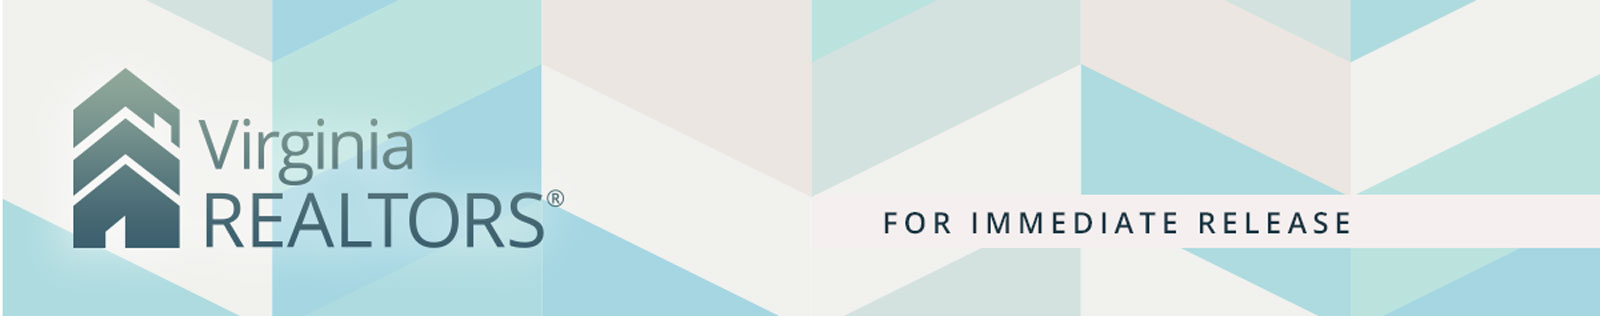 Virginia
REALTORS®
FOR IMMEDIATE RELEASE